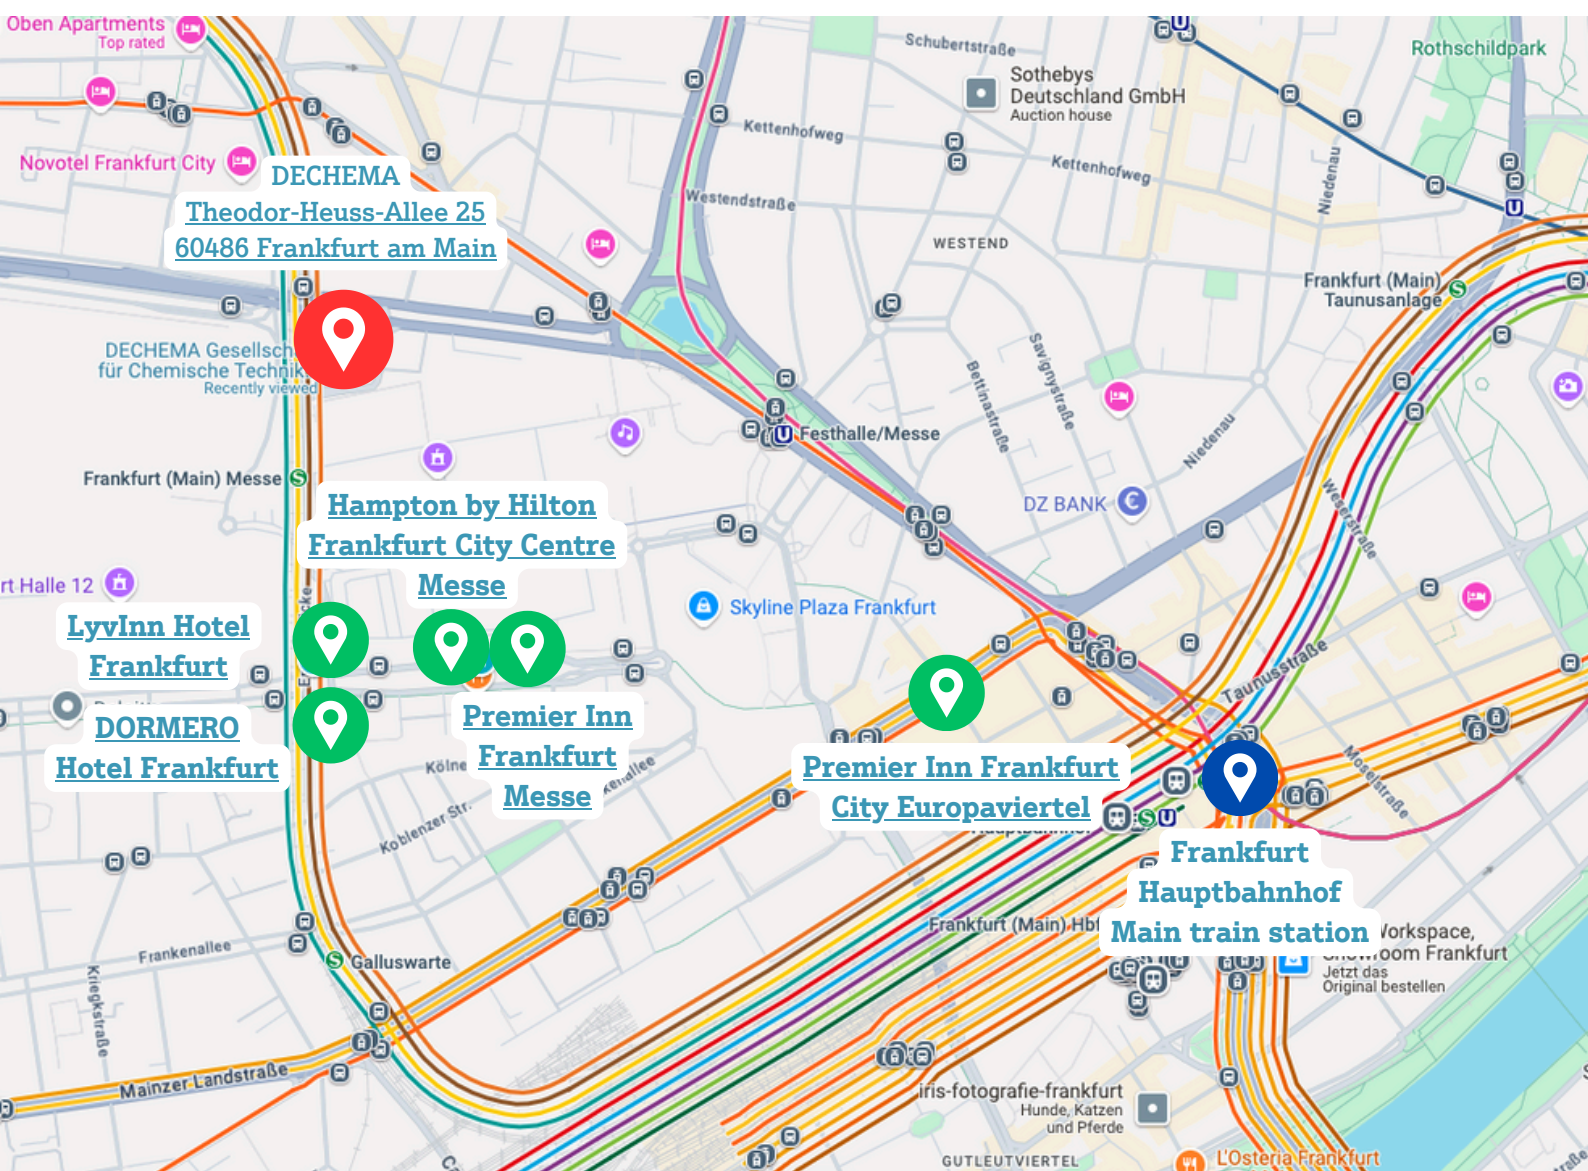 Oben Apartments
Top rated
Schubertstraße
Rothschildpark
Sothebys
Deutschland GmbH
Auction house
Kettenhofweg
Kettenhofweg
Niedenau
Novotel Frankfurt City
DECHEMA
Theodor-Heuss-Allee 25
60486 Frankfurt am Main
Westendstraße
WESTEND
Frankfurt (Main)
Taunusanlage
DECHEMA Gesellsch
für Chemische Technik
Recently viewed
Savignystraße
Bettinastraße
Niedenau
Festhalle/Messe
Frankfurt (Main) Messe
DZ BANK
Weserstraße
Hampton by Hilton
Frankfurt City Centre
Messe
rt Halle 12
Skyline Plaza Frankfurt
LyvInn Hotel
Frankfurt
Taunusstraße
DORMERO
Hotel Frankfurt
Premier Inn
Frankfurt
Messe
Kölne
Koblenzer Str.
Premier Inn Frankfurt
City Europaviertel
Moselstraße
Frankfurt
Hauptbahnhof
Main train station
Frankfurt (Main) Hbf
Workspace,
Showroom Frankfurt
Jetzt das
Original bestellen
Frankenallee
Galluswarte
Kriegkstraße
Mainzer Landstraße
iris-fotografie-frankfurt
Hunde, Katzen
und Pferde
GUTLEUTVIERTEL
L'Osteria Frankfurt